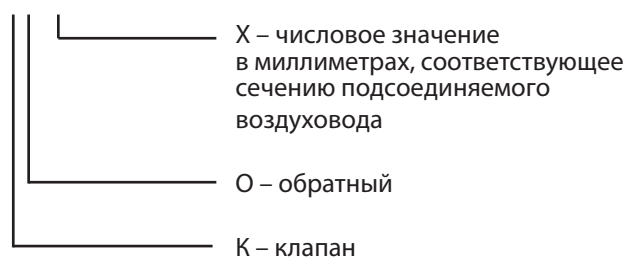 X – числовое значение
в миллиметрах, соответствующее
сечению подсоединяемого
воздуховода
О – обратный
К – клапан